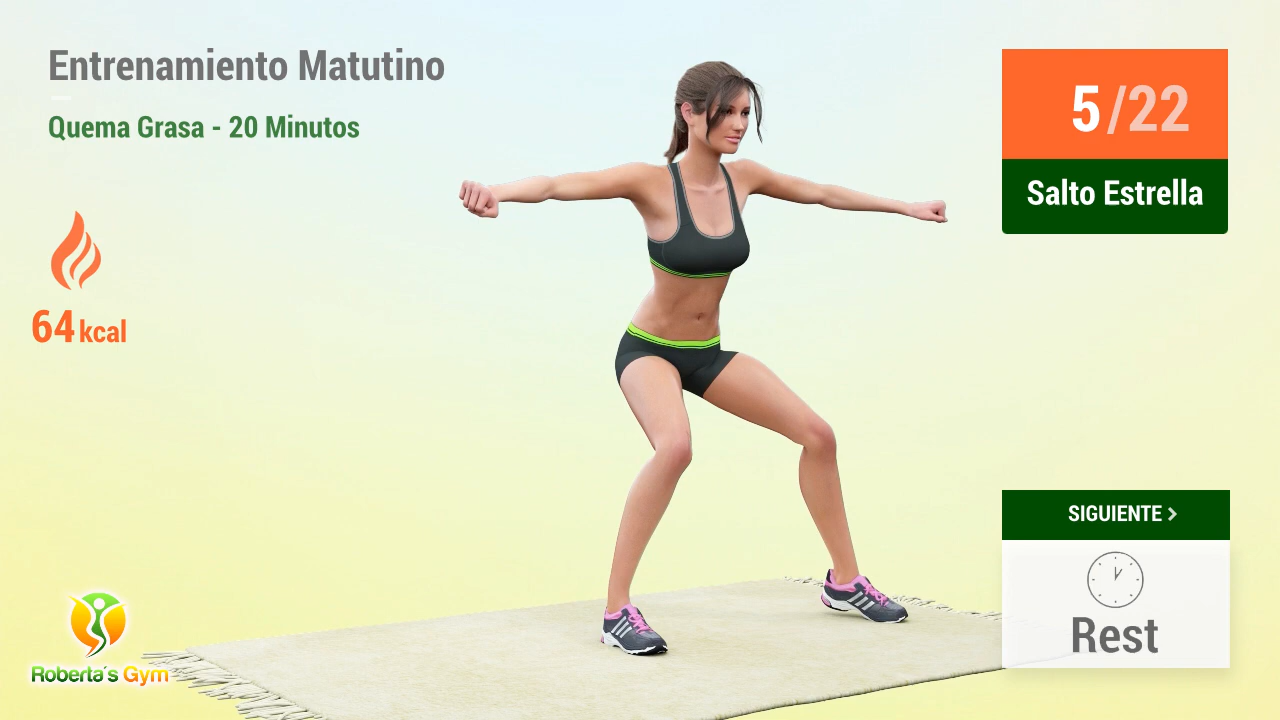 Entrenamiento Matutino
Quema Grasa - 20 Minutos
5/22
Salto Estrella
64 kcal
SIGUIENTE >
Rest
Roberta´s Gym